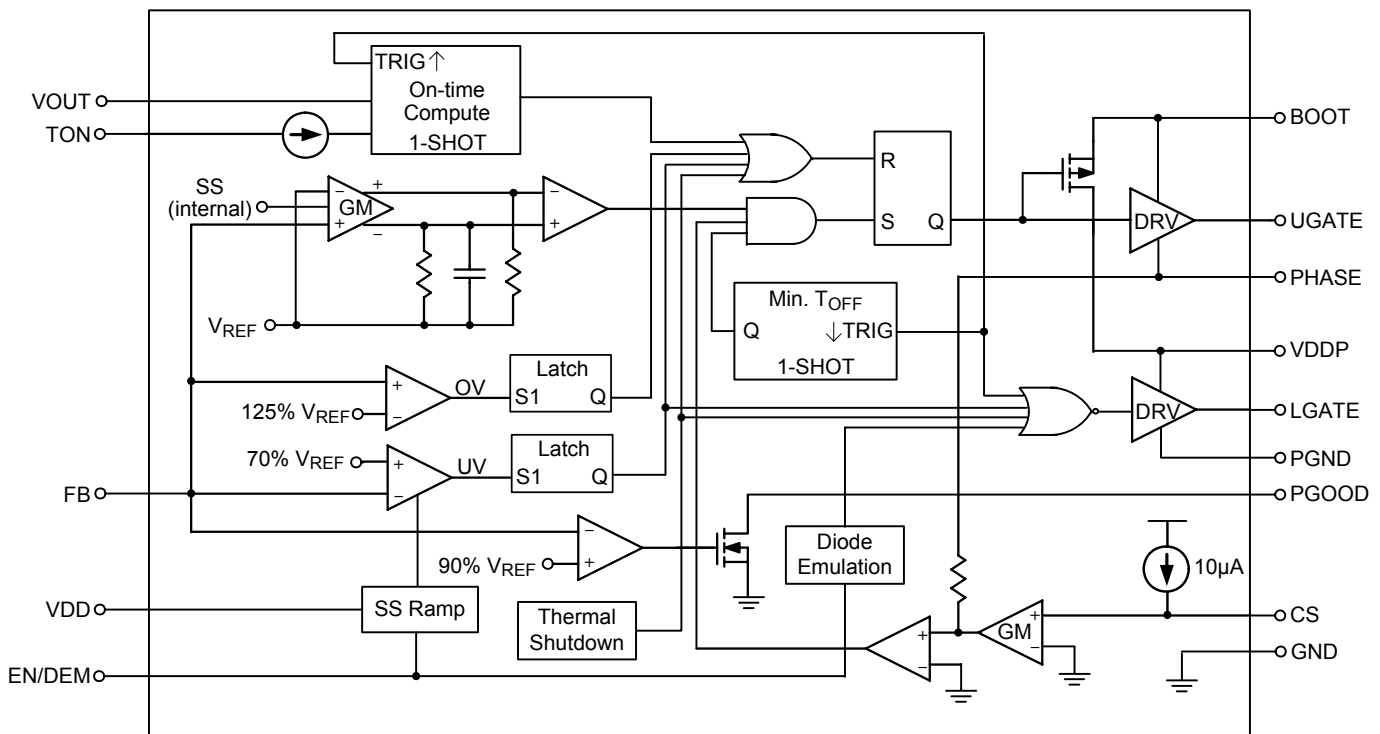 TRIG↑
On-time
Compute
1-SHOT
VOUT
TON
BOOT
R
S
Q
SS
(internal)
−
+
GM
+
−
−
+
DRV
UGATE
PHASE
Min. TOFF
Q
↓TRIG
1-SHOT
VREF
VDDP
+
−
OV
Latch
S1
Q
125% VREF
DRV
LGATE
70% VREF
+
−
UV
Latch
S1
Q
PGND
FB
PGOOD
−
+
90% VREF
Diode
Emulation
10µA
VDD
SS Ramp
Thermal
Shutdown
+
−
GM
+
−
CS
GND
EN/DEM